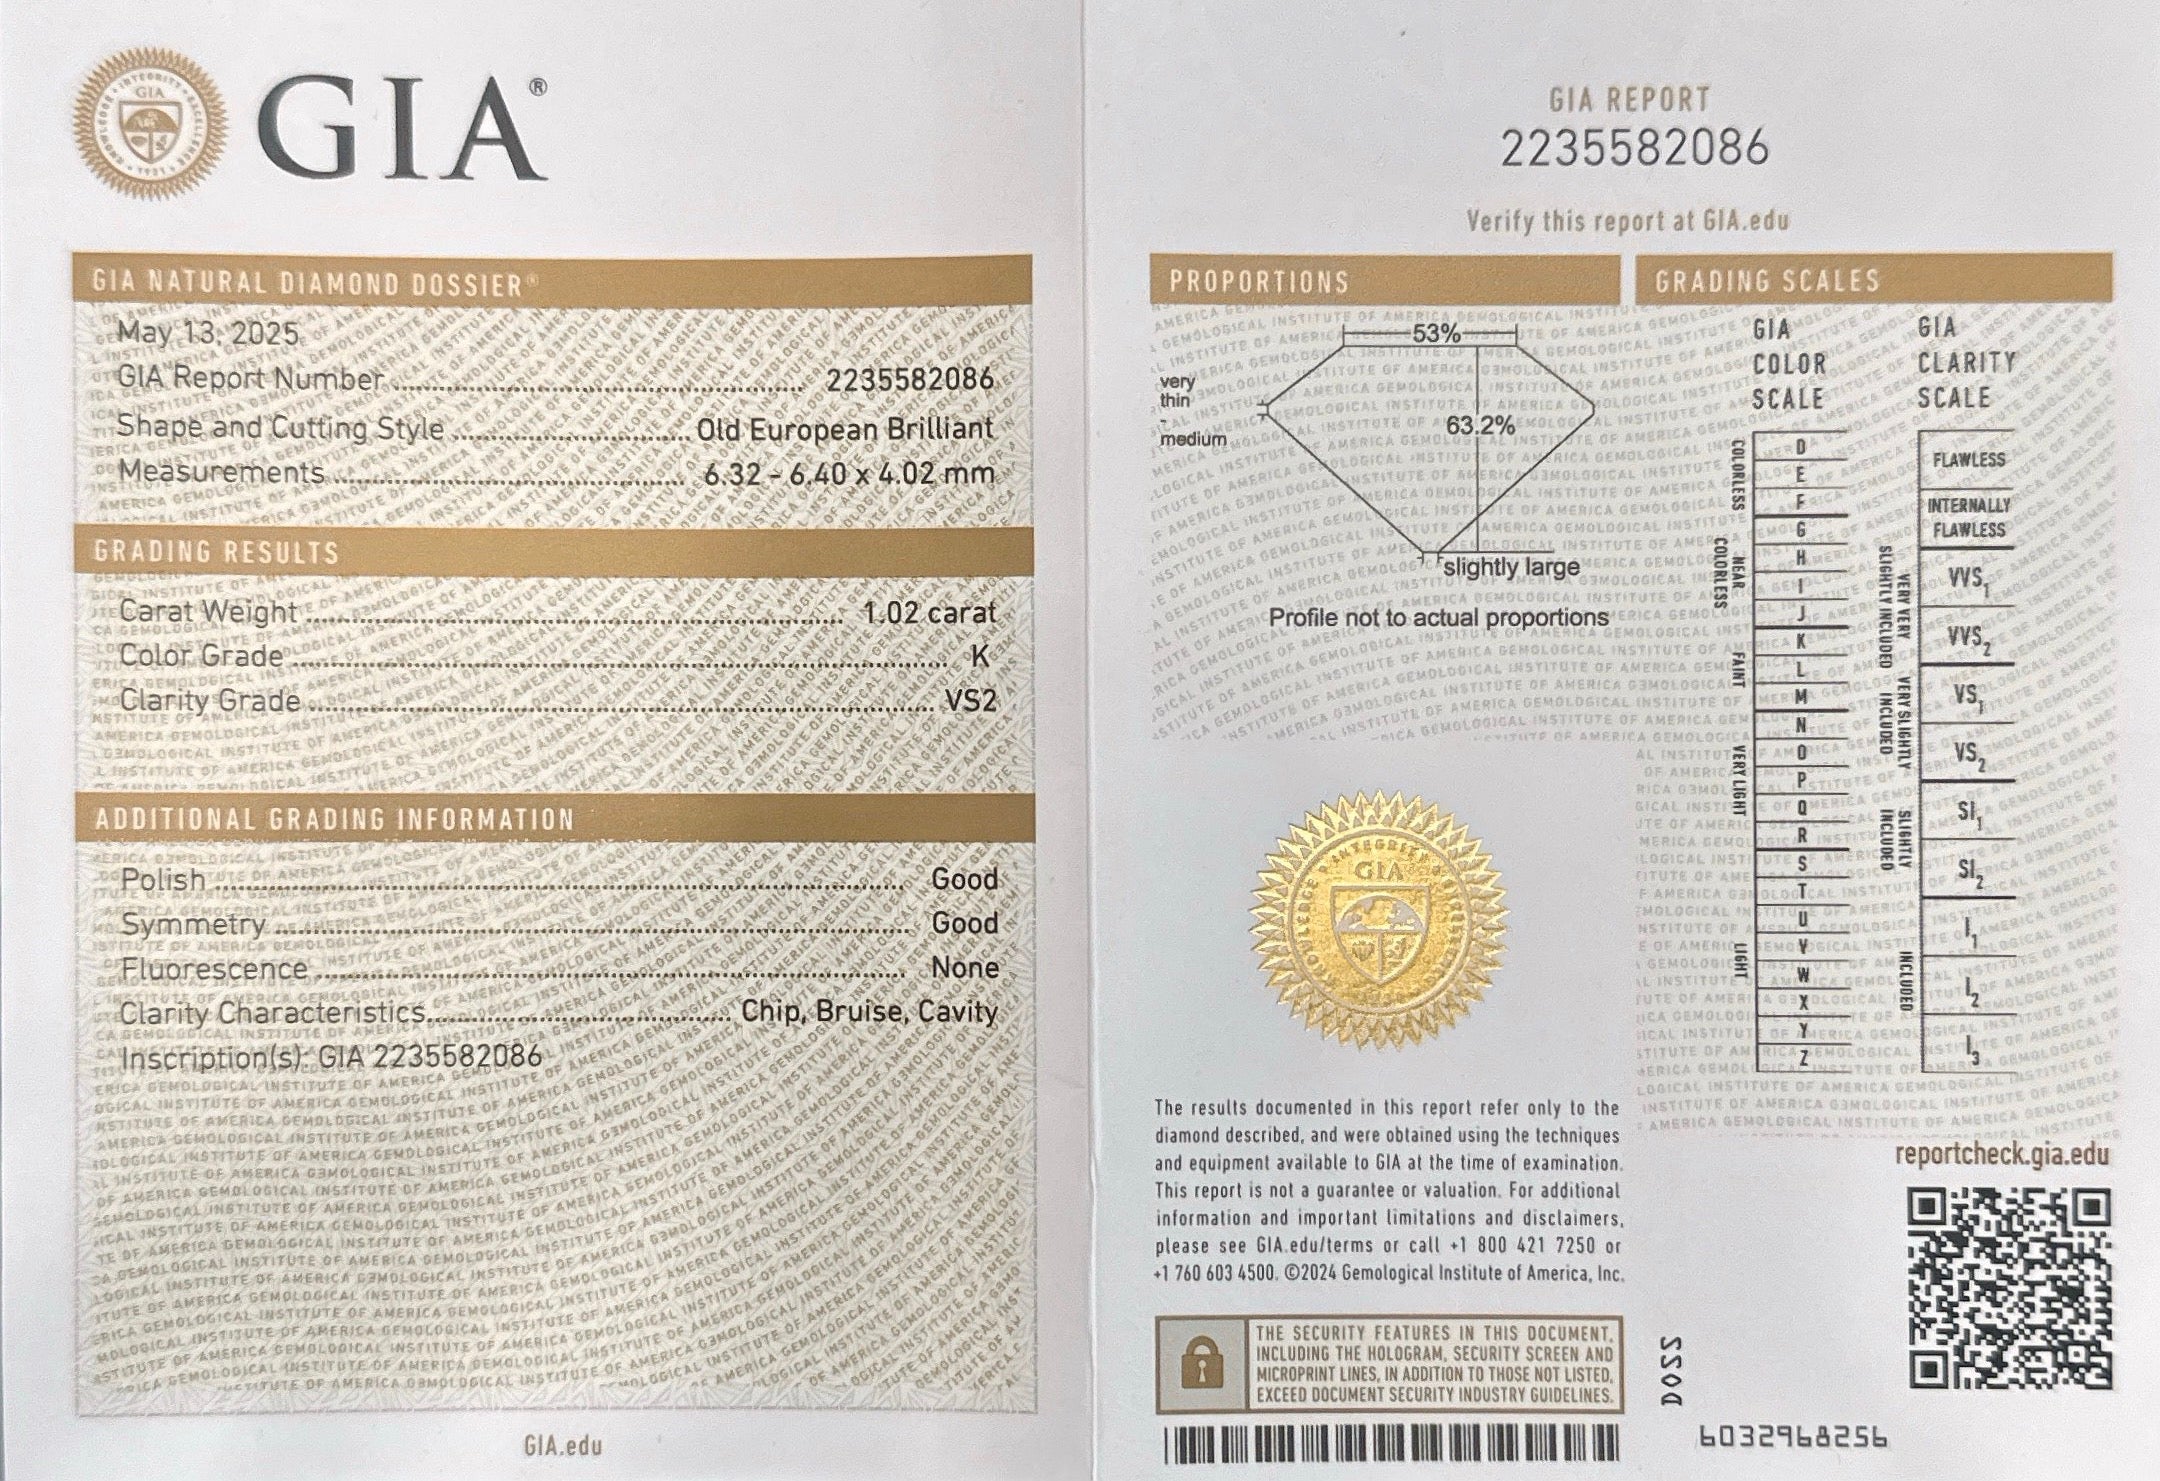 GIA®
GIA NATURAL DIAMOND DOSSIER®
May 13, 2025
GIA Report Number 2235582086
Shape and Cutting Style Old European Brilliant
Measurements 6.32 - 6.40 x 4.02 mm
GRADING RESULTS
Carat Weight 1.02 carat
Color Grade K
Clarity Grade VS2
ADDITIONAL GRADING INFORMATION
Polish Good
Symmetry Good
Fluorescence None
Clarity Characteristics Chip, Bruise, Cavity
Inscription(s): GIA 2235582086
GIA.edu
GIA REPORT
2235582086
Verify this report at GIA.edu
PROPORTIONS
53%
very
thin
-
medium
63.2%
slightly large
Profile not to actual proportions
GIA
INTEGRITY
KNOWLEDGE
The results documented in this report refer only to the
diamond described, and were obtained using the techniques
and equipment available to GIA at the time of examination.
This report is not a guarantee or valuation. For additional
information and important limitations and disclaimers,
please see GIA.edu/terms or call +1 800 421 7250 or
+1 760 603 4500. ©2024 Gemological Institute of America, Inc.
THE SECURITY FEATURES IN THIS DOCUMENT,
INCLUDING THE HOLOGRAM, SECURITY SCREEN AND
MICROPRINT LINES, IN ADDITION TO THOSE NOT LISTED,
EXCEED DOCUMENT SECURITY INDUSTRY GUIDELINES.
GRADING SCALES
GIA
COLOR
SCALE
COLORLESS
D
E
F
NEAR
COLORLESS
G
H
I
J
FAINT
K
L
M
VERY LIGHT
N
O
P
Q
R
LIGHT
S
T
U
V
W
X
Y
Z
GIA
CLARITY
SCALE
FLAWLESS
INTERNALLY
FLAWLESS
VERY VERY
SLIGHTLY INCLUDED
VVS1
VVS2
VERY SLIGHTLY
INCLUDED
VS1
VS2
SLIGHTLY
INCLUDED
SI1
SI2
INCLUDED
I1
I2
I3
reportcheck.gia.edu
DOS2
6032968256